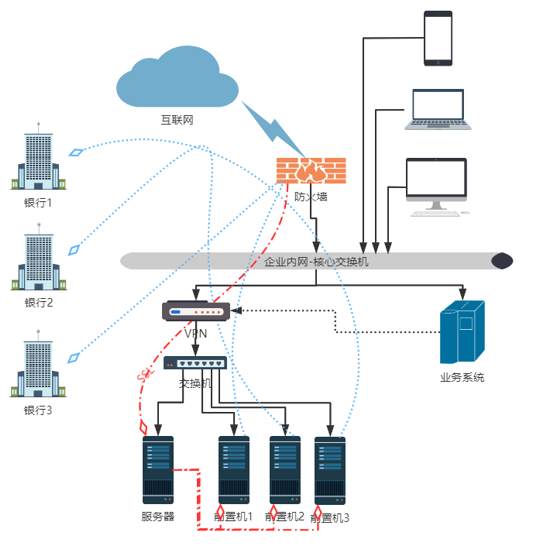 互联网
银行1
防火墙
企业内网-核心交换机
银行2
VPN
SSL
交换机
业务系统
银行3
服务器
前置机1
前置机2
前置机3